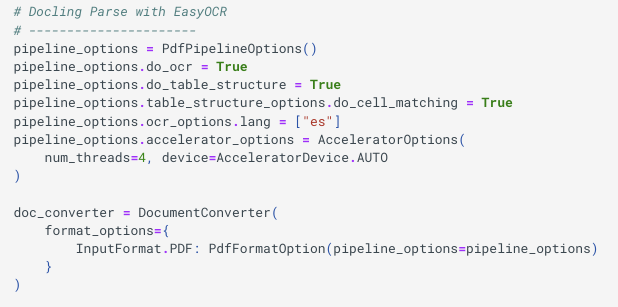 # Docling Parse with EasyOCR
# ----------------------
pipeline_options = PdfPipelineOptions()
pipeline_options.do_ocr = True
pipeline_options.do_table_structure = True
pipeline_options.table_structure_options.do_cell_matching = True
pipeline_options.ocr_options.lang = ["es"]
pipeline_options.accelerator_options = AcceleratorOptions(
    num_threads=4, device=AcceleratorDevice.AUTO
)

doc_converter = DocumentConverter(
    format_options={
        InputFormat.PDF: PdfFormatOption(pipeline_options=pipeline_options)
    }
)